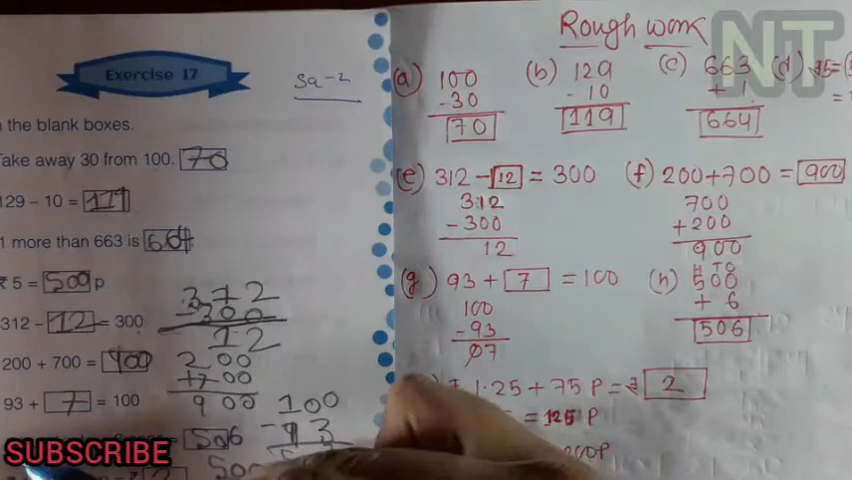 Exercise 17
n the blank boxes.
Take away 30 from 100. 70
129 – 10 = 119
1 more than 663 is 664
₹ 5 = 500 p
312 – 12 = 300
200 + 700 = 900
93 + 7 = 100
506
312
- 300
12
200
+700
900
100
- 93
500
Rough work
NT
(a) 100
- 30
70
(b) 129
- 10
119
(c) 663
+ 1
664
(d) ₹5=
(e) 312 - 12 = 300
312
- 300
12
(f) 200+700 = 900
700
+ 200
900
(g) 93 + 7 = 100
100
- 93
07
(h) H T O
500
+ 6
506
₹ 1.25 + 75 P = ₹ 2
= 125 P
200P
SUBSCRIBE